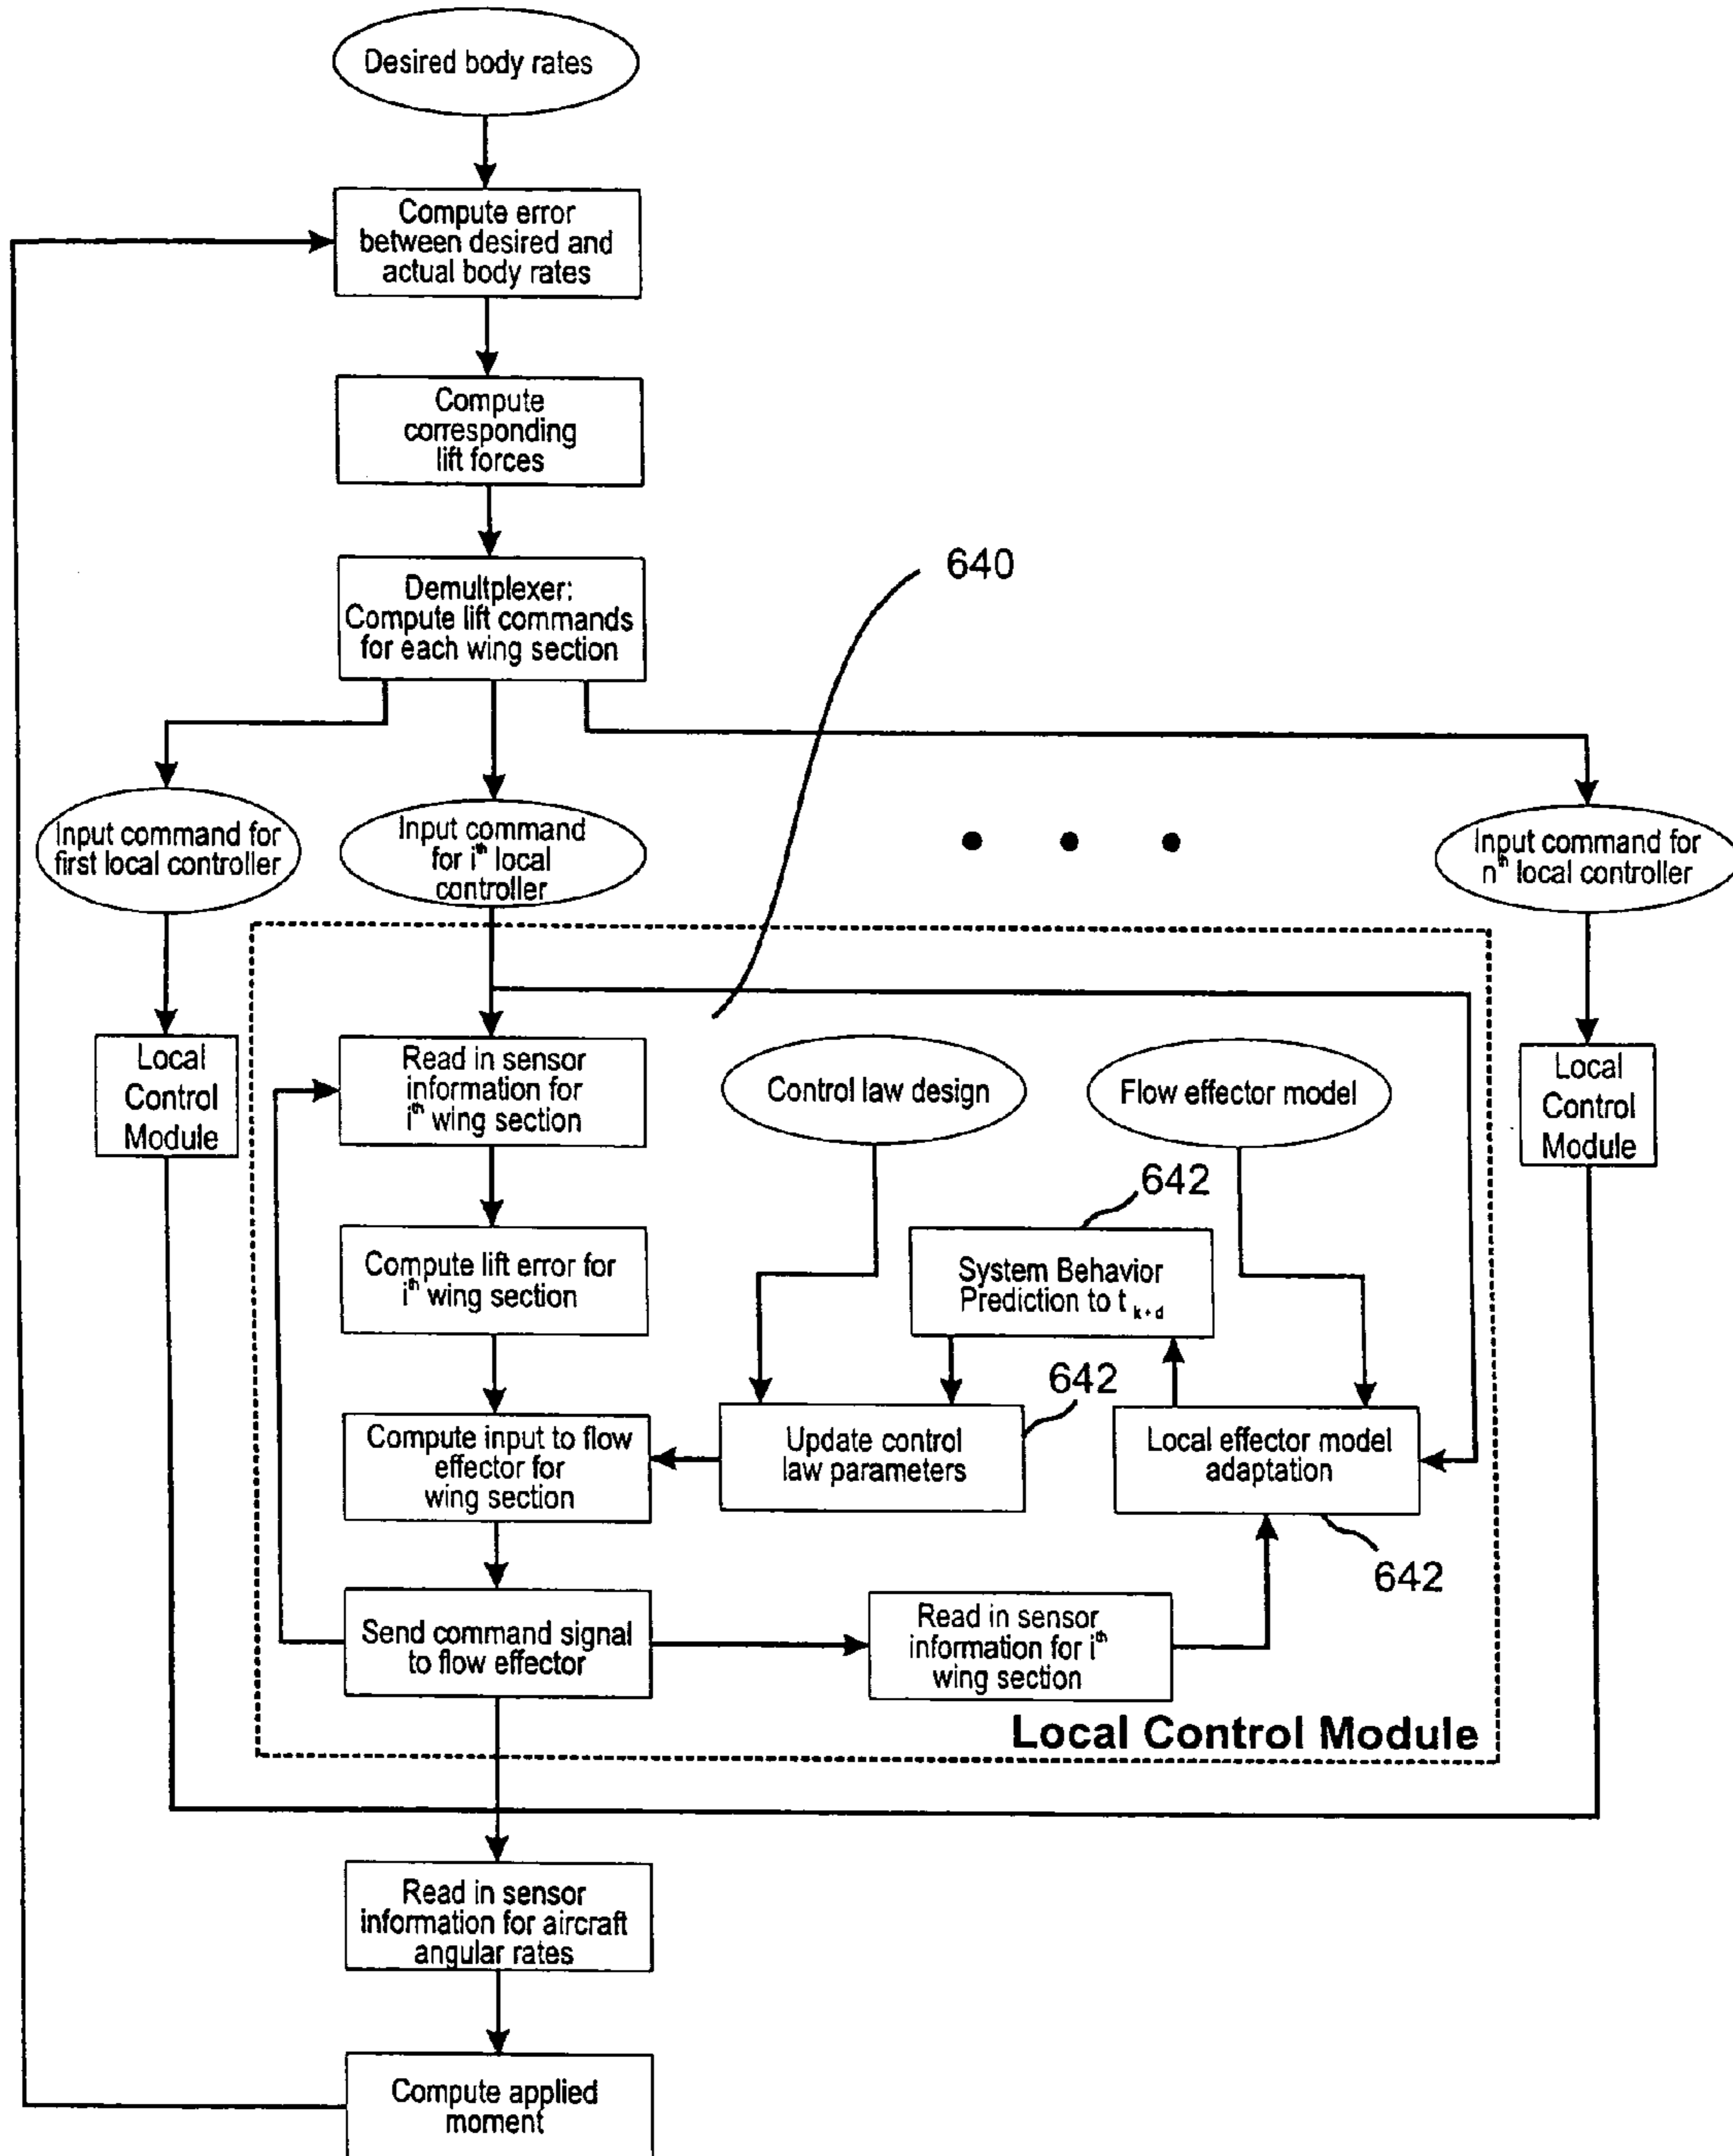 Desired body rates
Compute error
between desired and
actual body rates
Compute
corresponding
lift forces
Demultplexer:
Compute lift commands
for each wing section
640
Input command for
first local controller
Input command
for ith local
controller
Input command for
nth local controller
Local
Control
Module
Read in sensor
information for
ith wing section
Control law design
Flow effector model
Local
Control
Module
642
Compute lift error for
ith wing section
System Behavior
Prediction to t k+d
642
Compute input to flow
effector for
wing section
Update control
law parameters
Local effector model
adaptation
642
Send command signal
to flow effector
Read in sensor
information for ith
wing section
Local Control Module
Read in sensor
information for aircraft
angular rates
Compute applied
moment